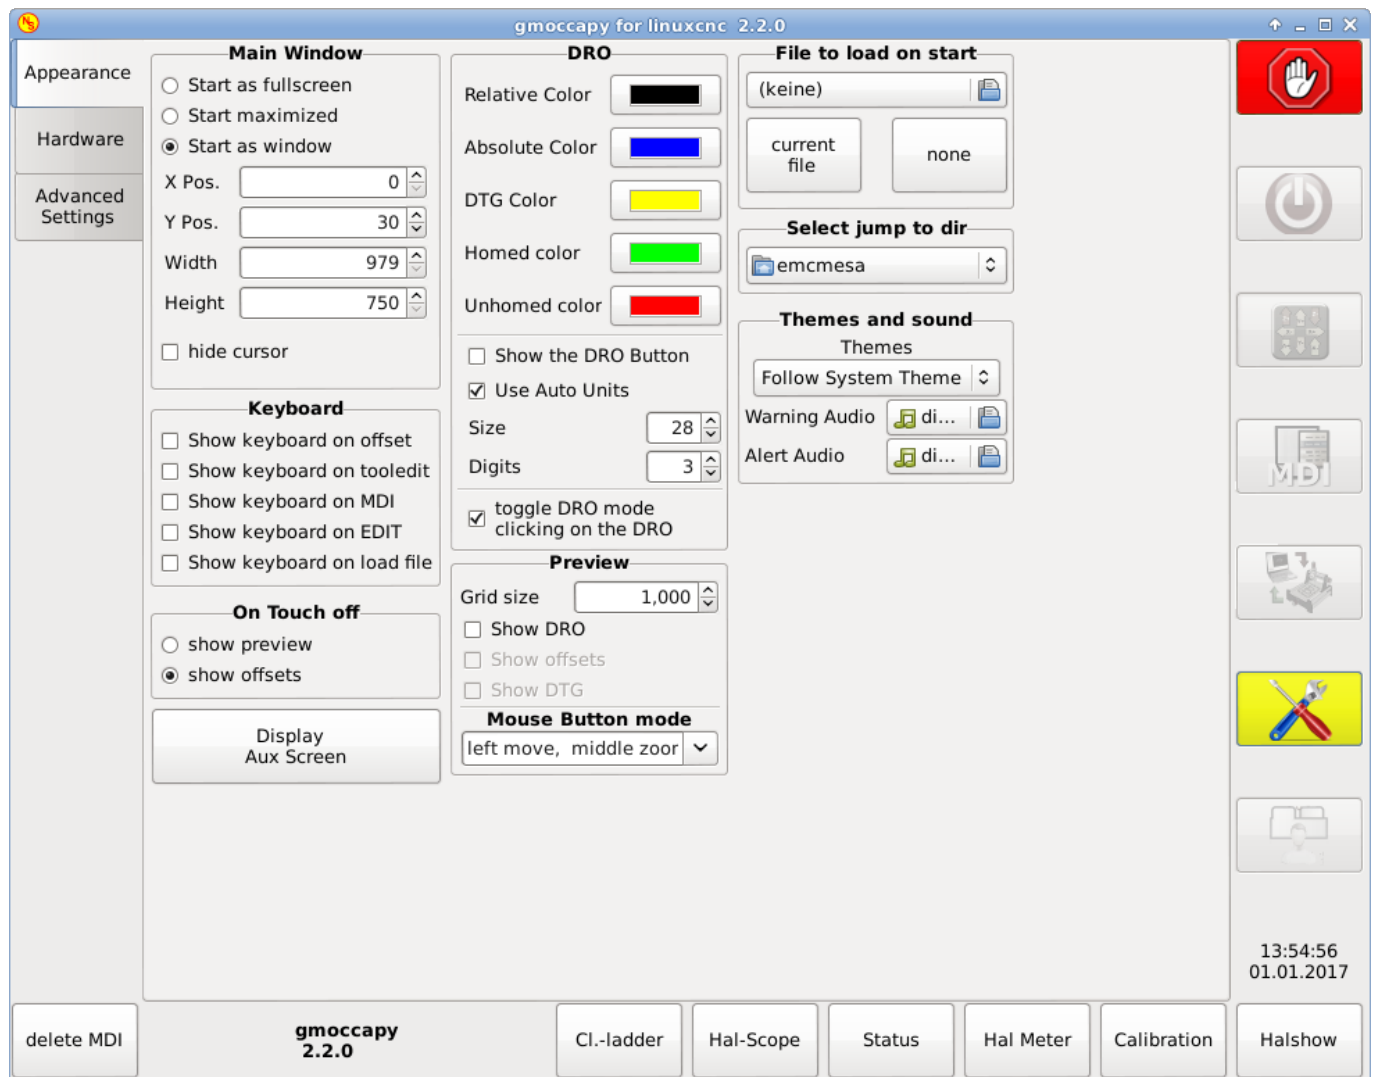 gmoccapy for linuxcnc  2.2.0
Appearance
Hardware
Advanced
Settings
Main Window
Start as fullscreen
Start maximized
Start as window
X Pos. 0
Y Pos. 30
Width 979
Height 750
hide cursor
Keyboard
Show keyboard on offset
Show keyboard on tooledit
Show keyboard on MDI
Show keyboard on EDIT
Show keyboard on load file
On Touch off
show preview
show offsets
Display
Aux Screen
DRO
Relative Color
Absolute Color
DTG Color
Homed color
Unhomed color
Show the DRO Button
Use Auto Units
Size 28
Digits 3
toggle DRO mode
clicking on the DRO
Preview
Grid size 1,000
Show DRO
Show offsets
Show DTG
Mouse Button mode
left move,  middle zoor
File to load on start
(keine)
current
file
none
Select jump to dir
emcmesa
Themes and sound
Themes
Follow System Theme
Warning Audio di...
Alert Audio di...
MDI
13:54:56
01.01.2017
delete MDI
gmoccapy
2.2.0
Cl.-ladder
Hal-Scope
Status
Hal Meter
Calibration
Halshow